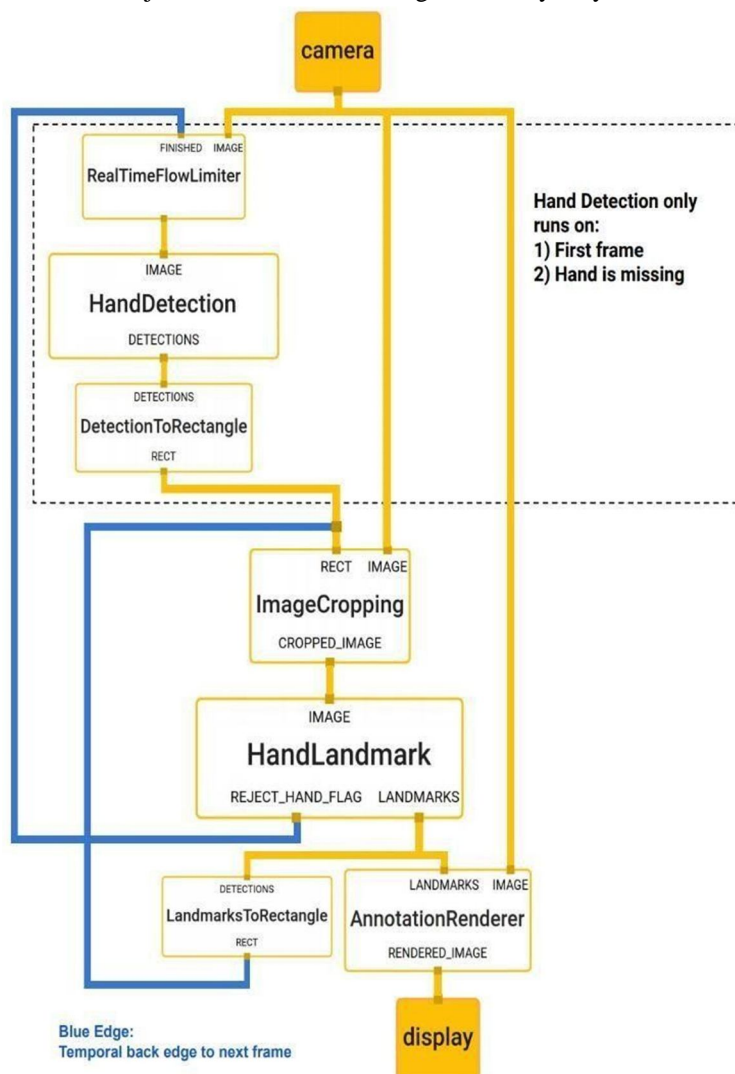 camera
FINISHED IMAGE
RealTimeFlowLimiter
Hand Detection only
runs on:
1) First frame
2) Hand is missing
IMAGE
HandDetection
DETECTIONS
DETECTIONS
DetectionToRectangle
RECT
RECT IMAGE
ImageCropping
CROPPED_IMAGE
IMAGE
HandLandmark
REJECT_HAND_FLAG LANDMARKS
DETECTIONS
LandmarksToRectangle
RECT
LANDMARKS IMAGE
AnnotationRenderer
RENDERED_IMAGE
display
Blue Edge:
Temporal back edge to next frame